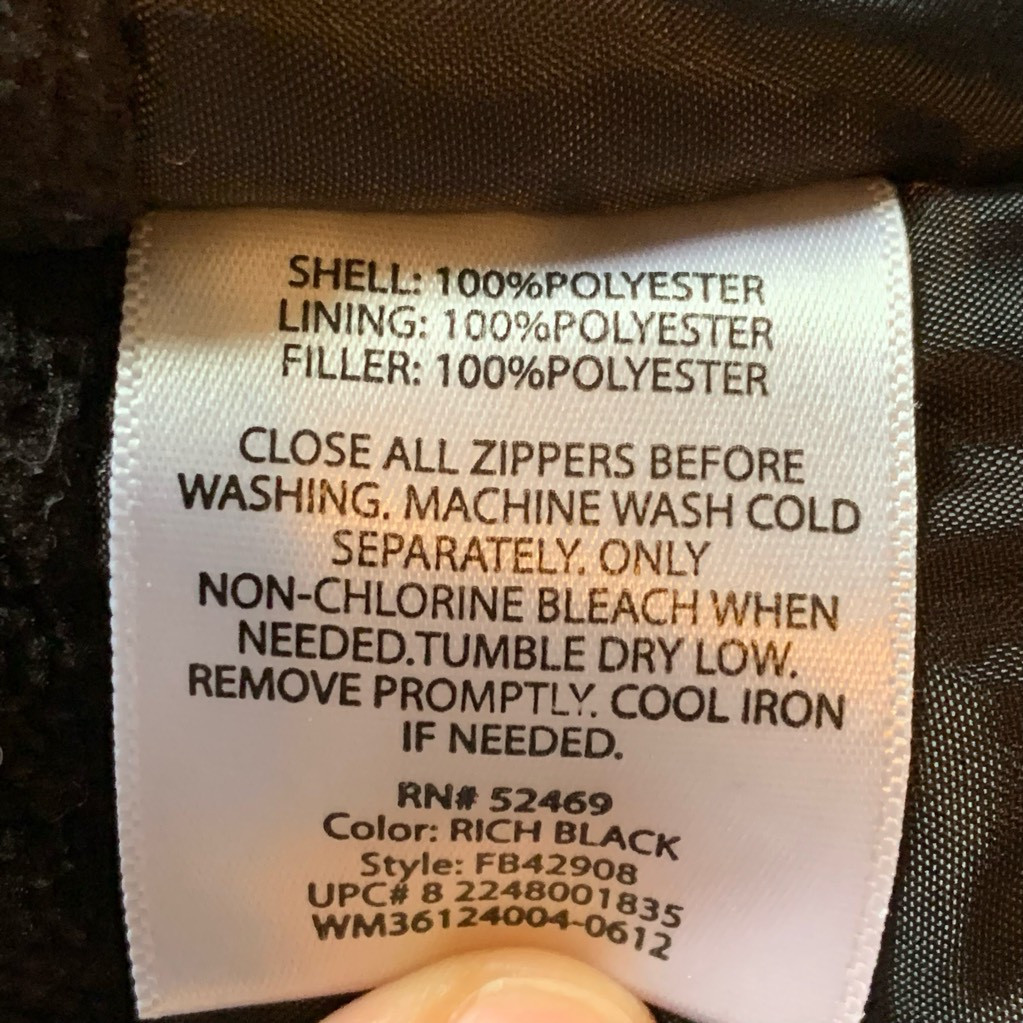 SHELL: 100%POLYESTER
LINING: 100%POLYESTER
FILLER: 100%POLYESTER
CLOSE ALL ZIPPERS BEFORE
WASHING. MACHINE WASH COLD
SEPARATELY. ONLY
NON-CHLORINE BLEACH WHEN
NEEDED.TUMBLE DRY LOW.
REMOVE PROMPTLY. COOL IRON
IF NEEDED.
RN# 52469
Color: RICH BLACK
Style: FB42908
UPC# 8 2248001835
WM36124004-0612